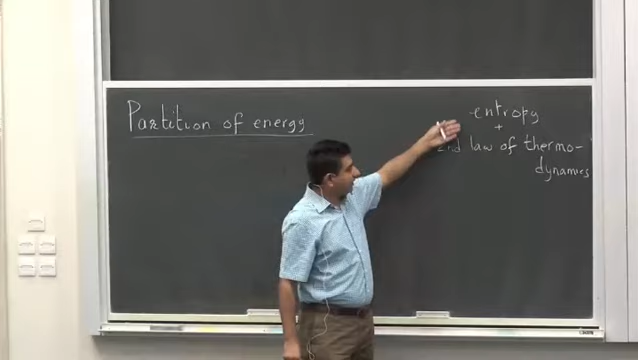 Partition of energy
entropy
+
2nd law of thermo-
dynamics